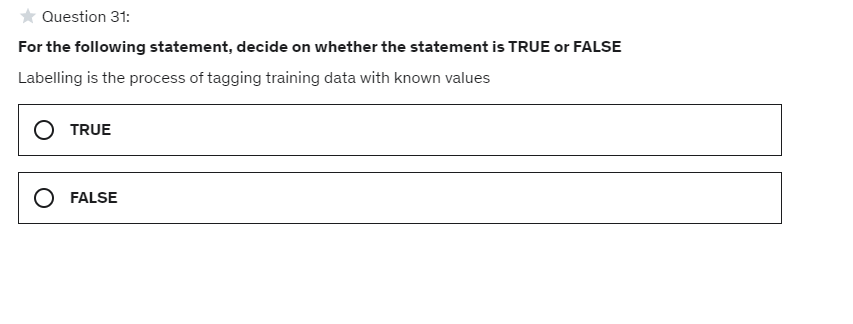 Question 31:
For the following statement, decide on whether the statement is TRUE or FALSE
Labelling is the process of tagging training data with known values
TRUE
FALSE